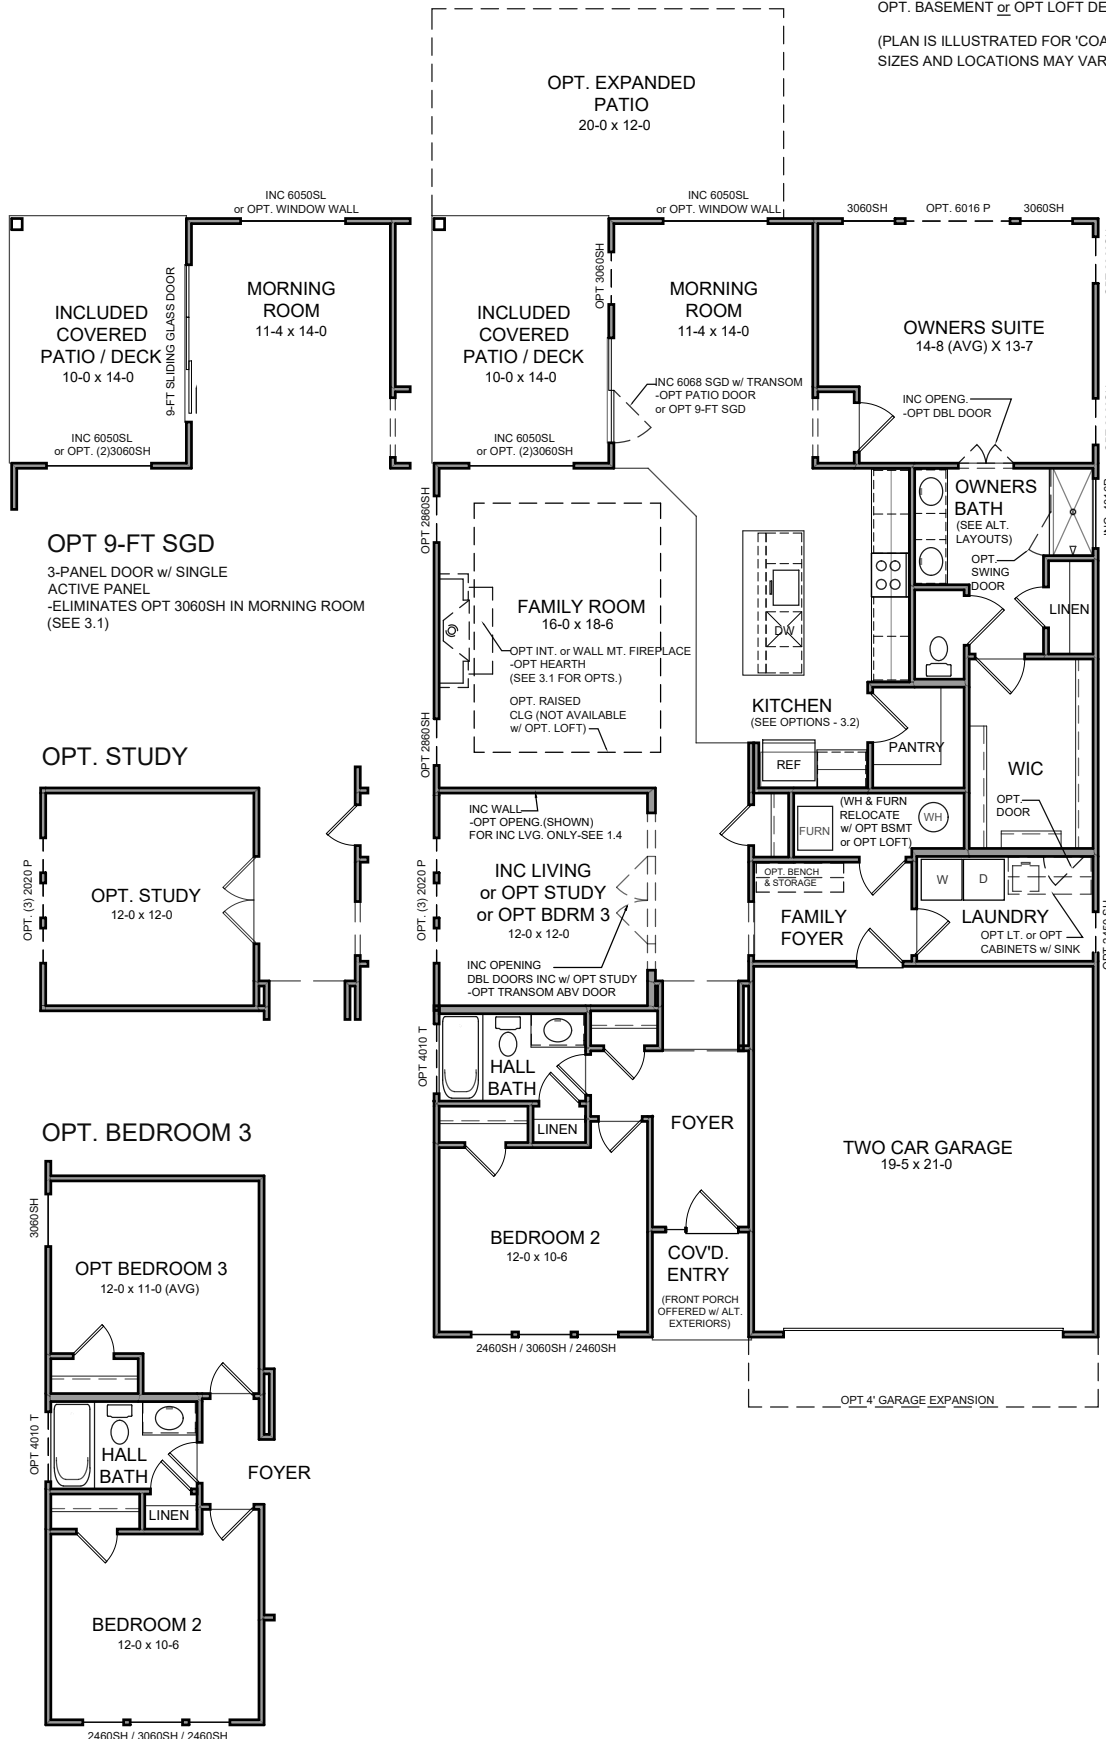 OPT. BASEMENT or OPT LOFT DE
(PLAN IS ILLUSTRATED FOR 'COA
SIZES AND LOCATIONS MAY VAR
OPT. EXPANDED
PATIO
20-0 x 12-0
INC 6050SL
or OPT. WINDOW WALL
INCLUDED
COVERED
PATIO / DECK
10-0 x 14-0
9-FT SLIDING GLASS DOOR
MORNING
ROOM
11-4 x 14-0
INC 6050SL
or OPT. (2)3060SH
OPT 9-FT SGD
3-PANEL DOOR w/ SINGLE
ACTIVE PANEL
-ELIMINATES OPT 3060SH IN MORNING ROOM
(SEE 3.1)
INC 6050SL
or OPT. WINDOW WALL
3060SH
OPT. 6016 P
3060SH
INCLUDED
COVERED
PATIO / DECK
10-0 x 14-0
OPT 3060SH
MORNING
ROOM
11-4 x 14-0
INC 6068 SGD w/ TRANSOM
-OPT PATIO DOOR
or OPT 9-FT SGD
INC 6050SL
or OPT. (2)3060SH
OWNERS SUITE
14-8 (AVG) X 13-7
INC OPENG.
-OPT DBL DOOR
OWNERS
BATH
(SEE ALT.
LAYOUTS)
OPT.
SWING
DOOR
LINEN
OPT 2860SH
FAMILY ROOM
16-0 x 18-6
OPT INT. or WALL MT. FIREPLACE
-OPT HEARTH
(SEE 3.1 FOR OPTS.)
OPT. RAISED
CLG (NOT AVAILABLE
w/ OPT. LOFT)
OPT 2860SH
DW
KITCHEN
(SEE OPTIONS - 3.2)
REF
PANTRY
WIC
OPT.
DOOR
OPT. STUDY
OPT. STUDY
12-0 x 12-0
OPT. (3) 2020 P
INC WALL
-OPT OPENG.(SHOWN)
FOR INC LVG. ONLY-SEE 1.4
INC LIVING
or OPT STUDY
or OPT BDRM 3
12-0 x 12-0
OPT. (3) 2020 P
INC OPENING
DBL DOORS INC w/ OPT STUDY
-OPT TRANSOM ABV DOOR
FURN
(WH & FURN
RELOCATE
w/ OPT BSMT
or OPT LOFT)
WH
OPT. BENCH
& STORAGE
FAMILY
FOYER
W
D
LAUNDRY
OPT LT. or OPT
CABINETS w/ SINK
OPT 4010 T
HALL
BATH
LINEN
FOYER
TWO CAR GARAGE
19-5 x 21-0
BEDROOM 2
12-0 x 10-6
COV'D.
ENTRY
(FRONT PORCH
OFFERED w/ ALT.
EXTERIORS)
2460SH / 3060SH / 2460SH
OPT 4' GARAGE EXPANSION
OPT. BEDROOM 3
3060SH
OPT BEDROOM 3
12-0 x 11-0 (AVG)
OPT 4010 T
HALL
BATH
LINEN
FOYER
BEDROOM 2
12-0 x 10-6
2460SH / 3060SH / 2460SH